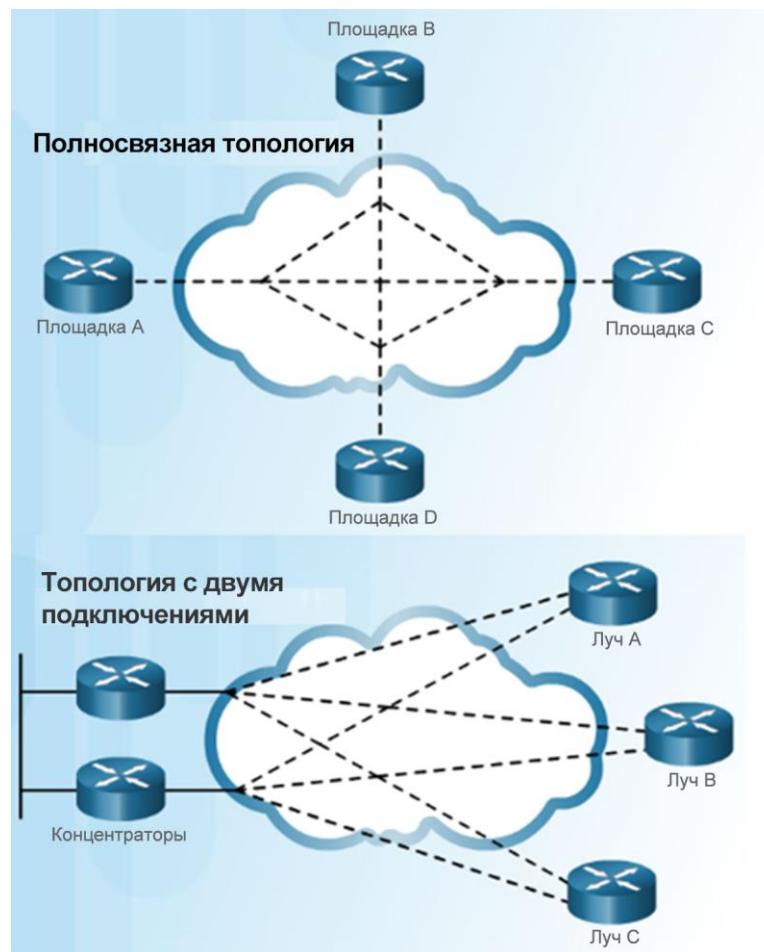 Площадка B
Полносвязная топология
Площадка A
Площадка C
Площадка D
Топология с двумя
подключениями
Луч A
Луч B
Концентраторы
Луч C